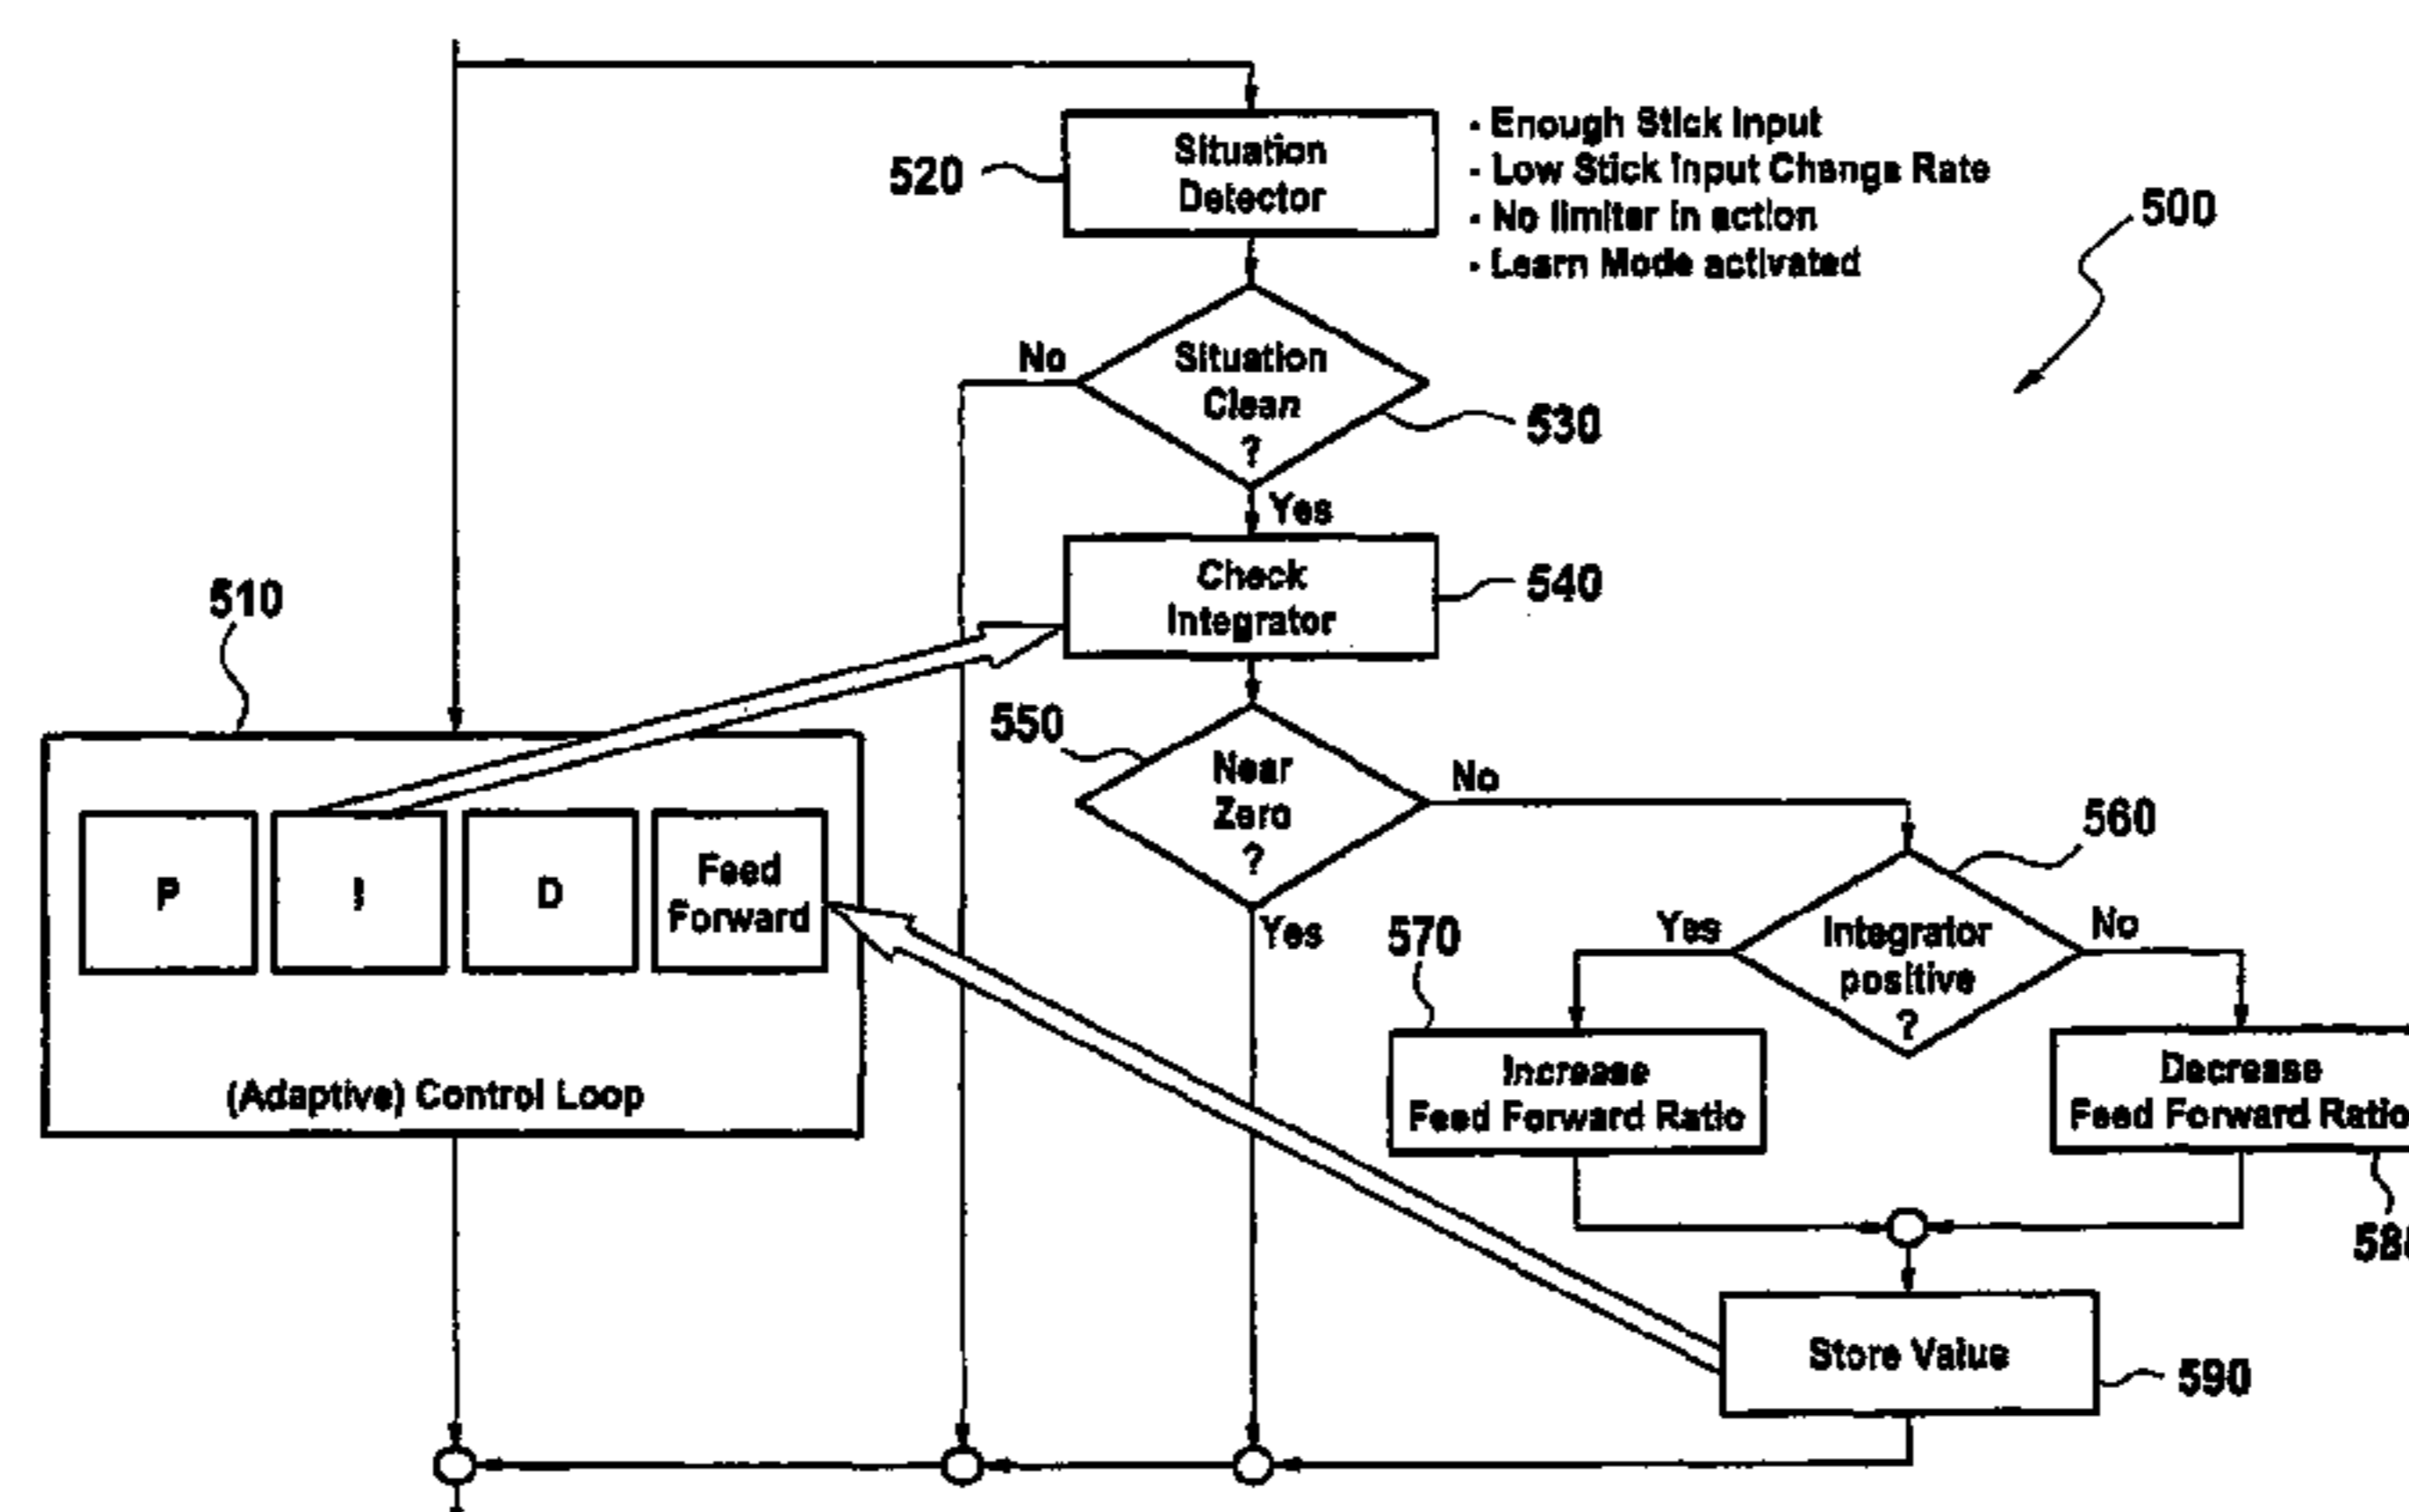 Situation
Detector
520
- Enough Stick Input
- Low Stick Input Change Rate
- No limiter in action
- Learn Mode activated
500
No
Situation
Clean
?
530
Yes
Check
Integrator
540
510
550
Near
Zero
?
No
Yes
560
P
I
D
Feed
Forward
(Adaptive) Control Loop
Yes
Integrator
positive
?
No
570
Increase
Feed Forward Ratio
Decrease
Feed Forward Ratio
Store Value
590